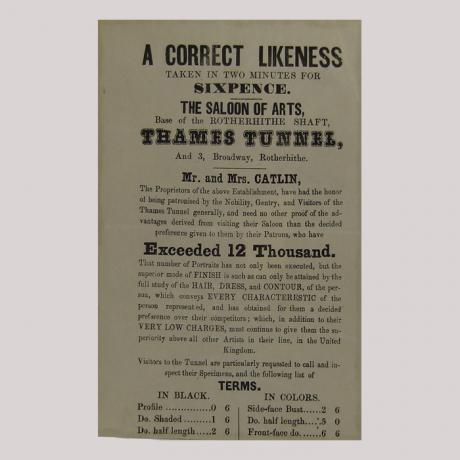 A CORRECT LIKENESS
TAKEN IN TWO MINUTES FOR
SIXPENCE.
THE SALOON OF ARTS,
Base of the ROTHERHITHE SHAFT,
THAMES TUNNEL,
And 3, Broadway, Rotherhithe.
Mr. and Mrs. CATLIN,
The Proprietors of the above Establishment, have had the honor
of being patronised by the Nobility, Gentry, and Visitors of the
Thames Tunnel generally, and need no other proof of the ad-
vantages derived from visiting their Saloon than the decided
preference given to them by their Patrons, who have
Exceeded 12 Thousand.
That number of Portraits has not only been executed, but the
superior mode of FINISH is such as can only be attained by the
full study of the HAIR, DRESS, and CONTOUR, of the per-
son, which conveys EVERY CHARACTERISTIC of the
person represented, and has obtained for them a decided
preference over their competitors; which, in addition to their
VERY LOW CHARGES, must continue to give them the su-
periority above all other Artists in their line, in the United
Kingdom.
Visitors to the Tunnel are particularly requested to call and in-
spect their Specimens, and the following list of
TERMS.
IN BLACK.
Profile ............0 6
Do. Shaded .........1 6
Do. half length.....2 6
IN COLORS.
Side-face Bust......2 6
Do. half length.....5 0
Front-face do.......6 6